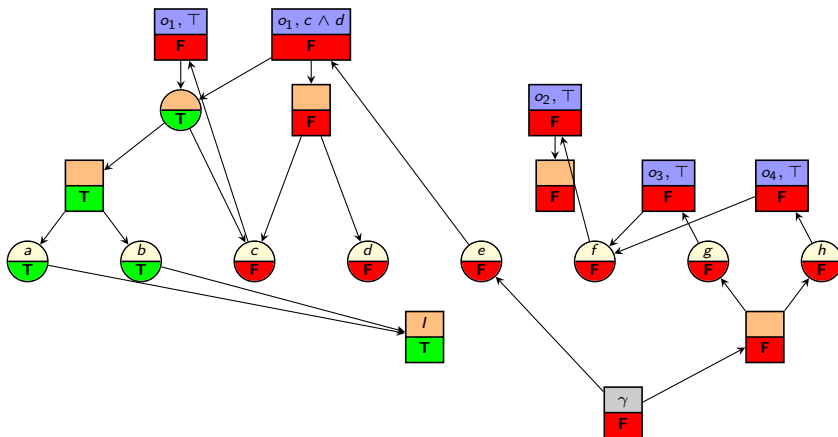 o₁, ⊤ o₁, c ∧ d
F F
o₂, ⊤
F F
T
o₃, ⊤ o₄, ⊤
T F F F
a b c d e f g h
T T F F F F F F
I
T F
γ
F